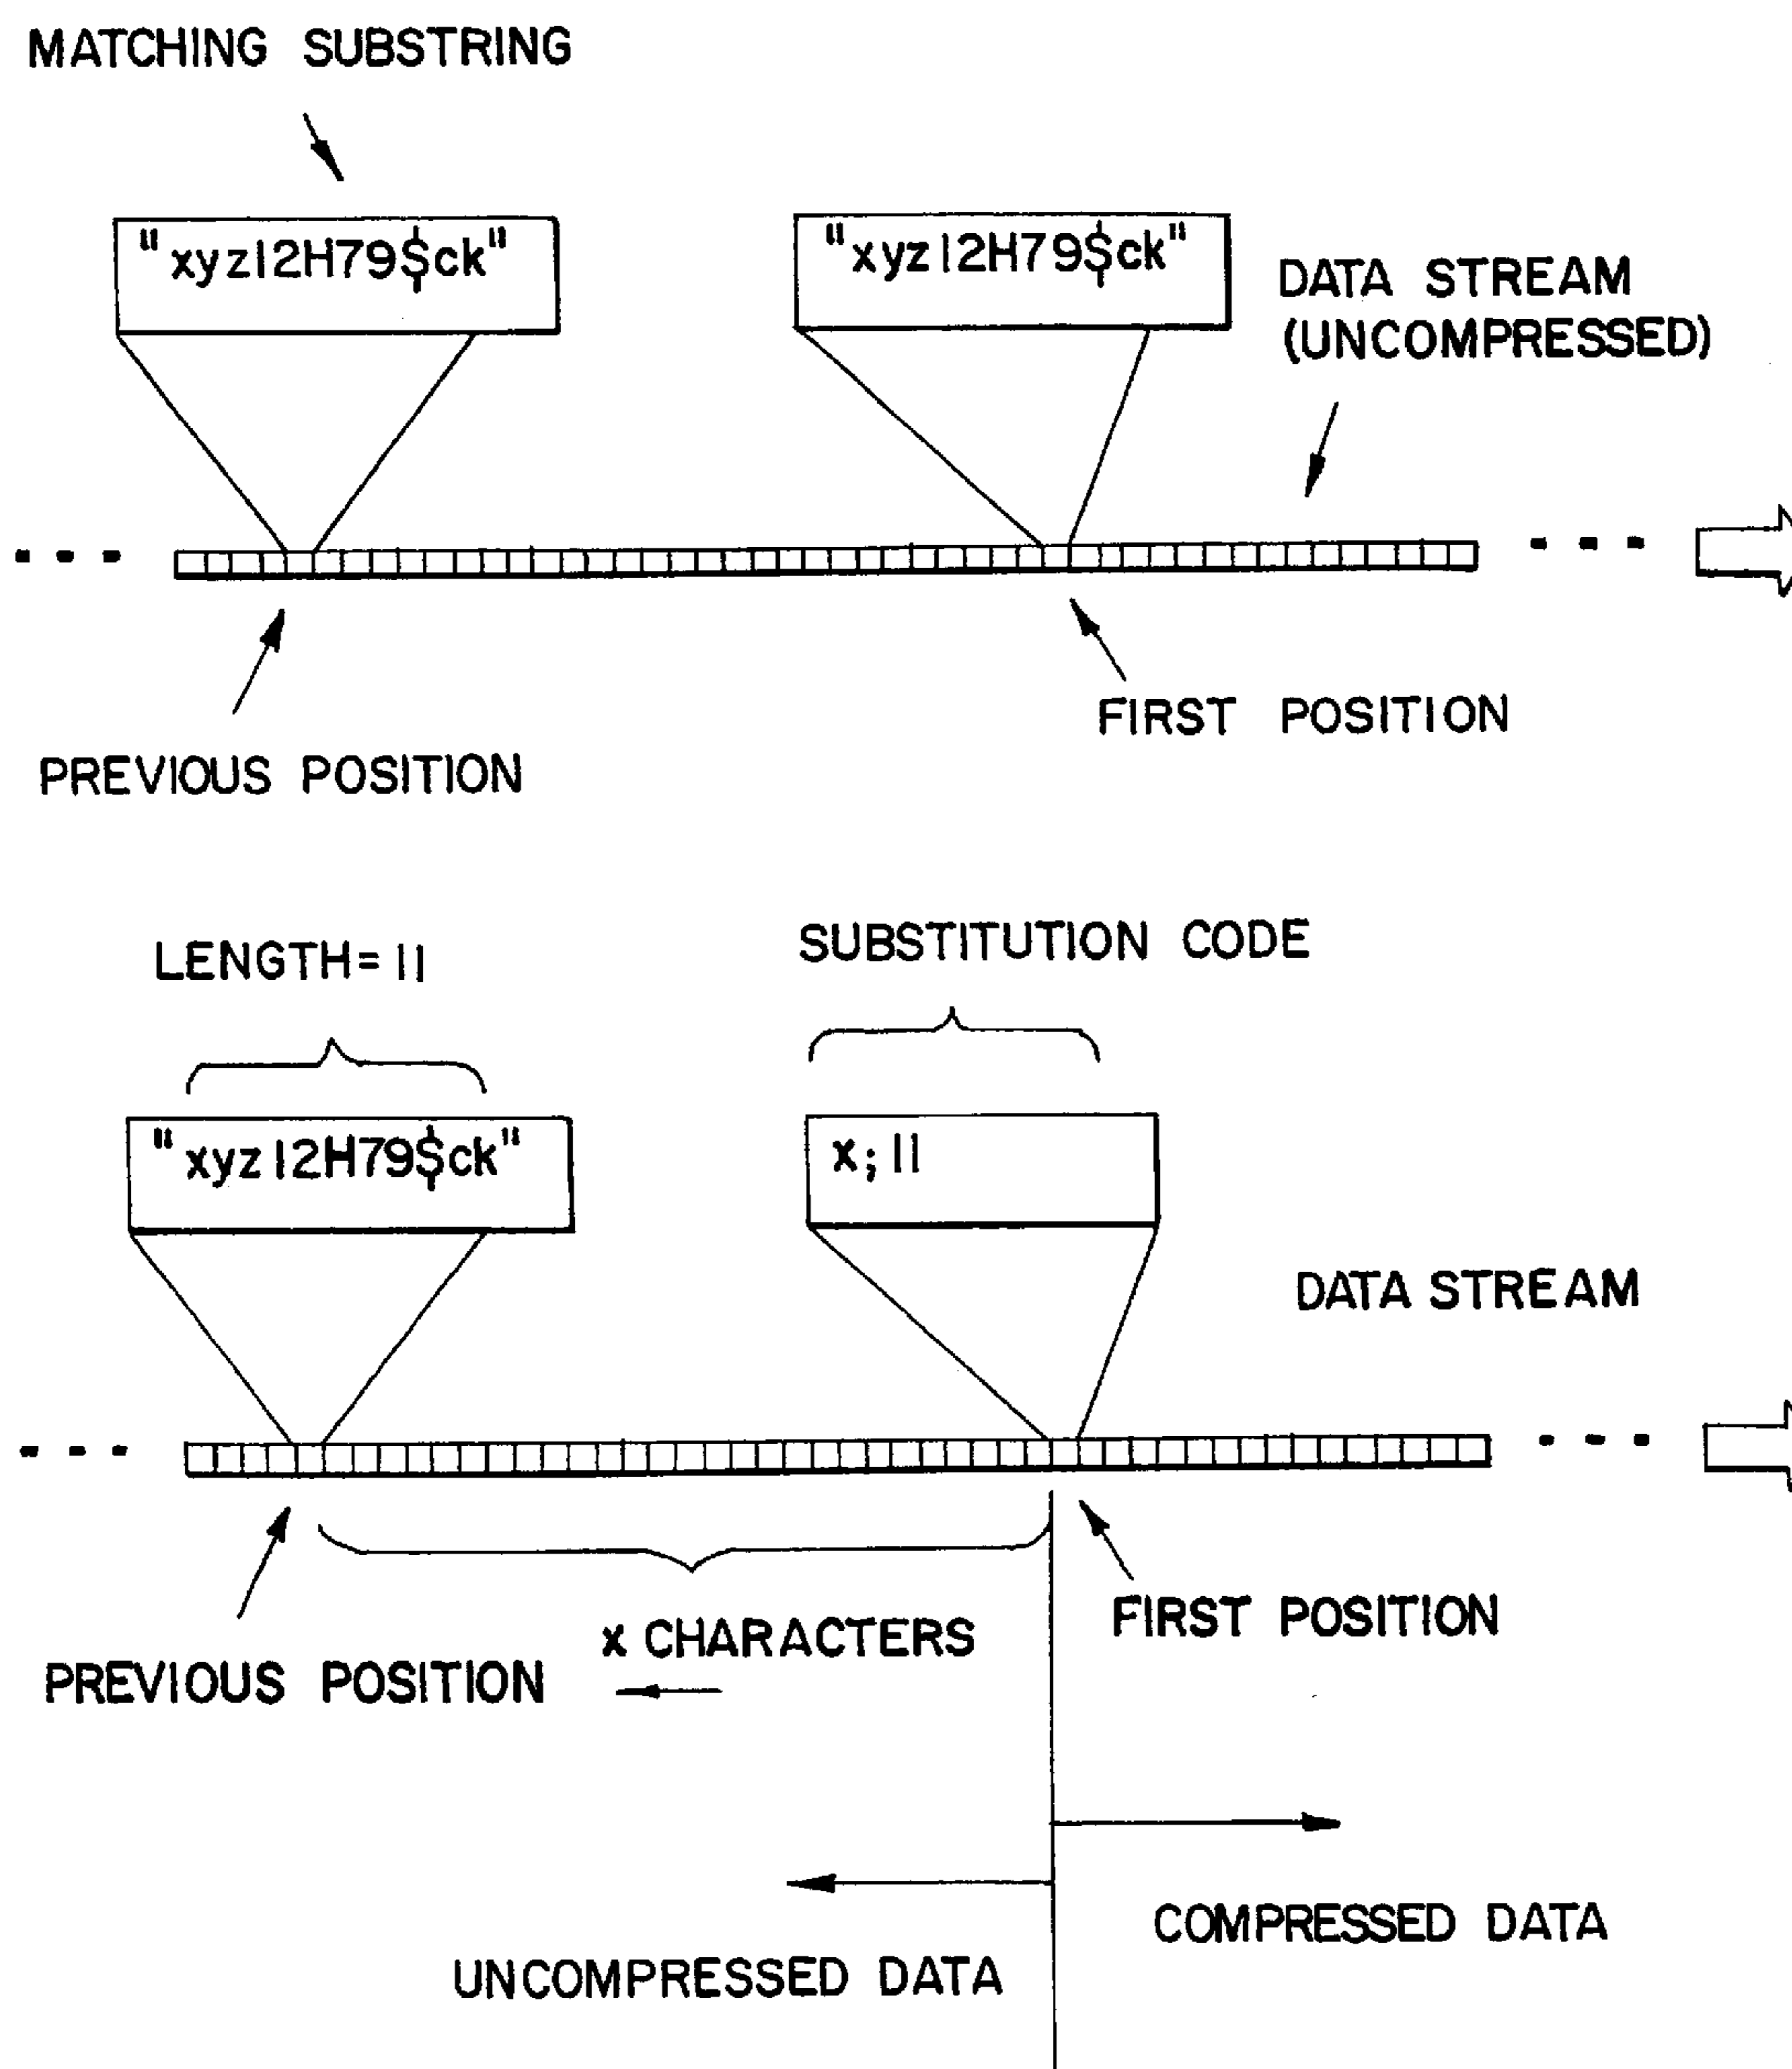 MATCHING SUBSTRING
"xyz12H79$ck"
"xyz12H79$ck"
DATA STREAM
(UNCOMPRESSED)
FIRST POSITION
PREVIOUS POSITION
LENGTH=11
SUBSTITUTION CODE
"xyz12H79$ck"
x;11
DATA STREAM
FIRST POSITION
x CHARACTERS
PREVIOUS POSITION
COMPRESSED DATA
UNCOMPRESSED DATA